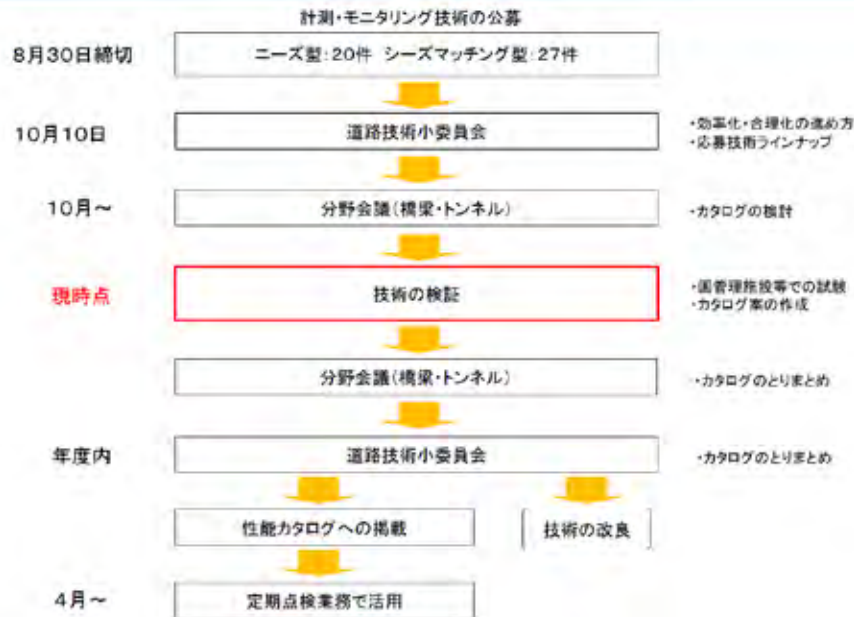 計測・モニタリング技術の公募
8月30日締切
ニーズ型:20件 シーズマッチング型:27件
10月10日
道路技術小委員会
・効率化・合理化の進め方
・応募技術ラインナップ
10月～
分野会議(橋梁・トンネル)
・カタログの検討
現時点
技術の検証
・国管理施設等での試験
・カタログ案の作成
分野会議(橋梁・トンネル)
・カタログのとりまとめ
年度内
道路技術小委員会
・カタログのとりまとめ
性能カタログへの掲載
技術の改良
4月～
定期点検業務で活用